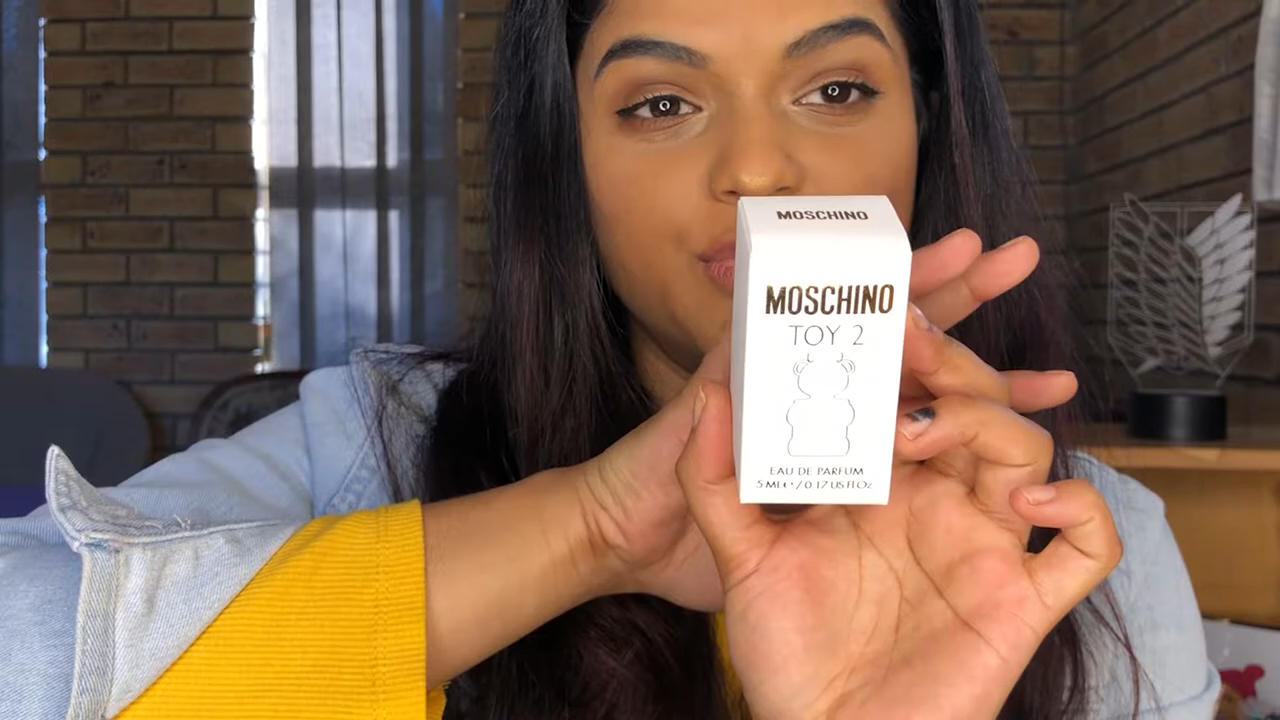 MOSCHINO
MOSCHINO
TOY 2
EAU DE PARFUM
5 ML ℮ / 0.17 US FL Oz